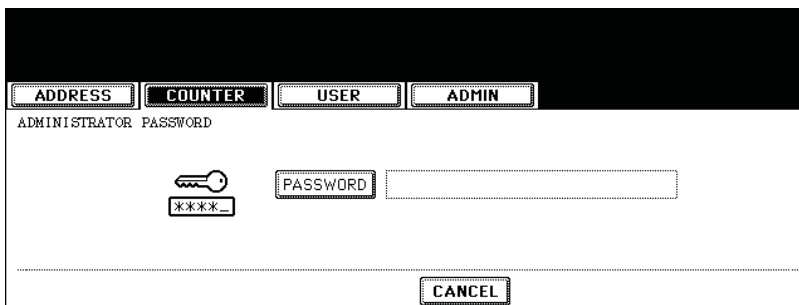 ADDRESS COUNTER USER ADMIN
ADMINISTRATOR PASSWORD
PASSWORD
****_
CANCEL